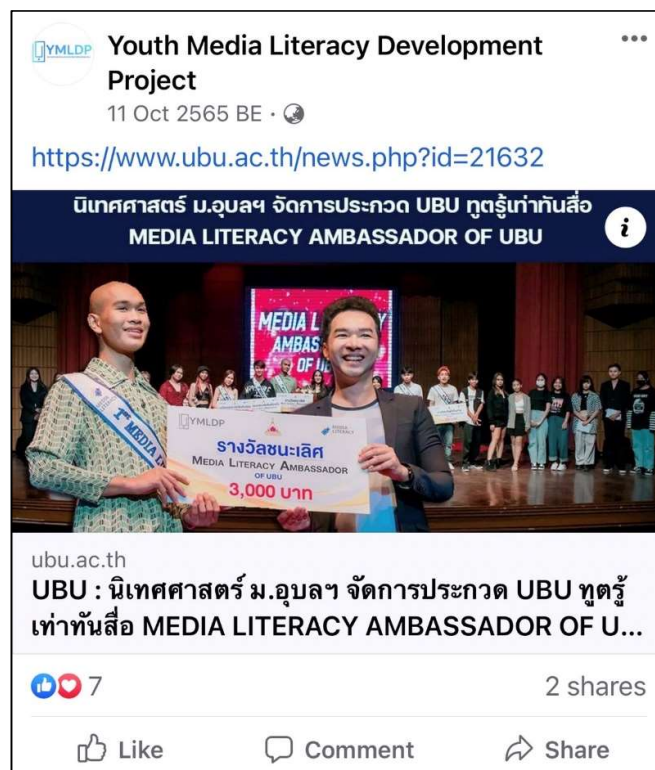 YMLDP
Youth Media Literacy Development
Project
11 Oct 2565 BE ·
https://www.ubu.ac.th/news.php?id=21632
นิเทศศาสตร์ ม.อุบลฯ จัดการประกวด UBU ทูตรู้เท่าทันสื่อ
MEDIA LITERACY AMBASSADOR OF UBU
MEDIA L
AMBAS
OF U
YMLDP
MEDIA
LITERACY
รางวัลชนะเลิศ
MEDIA LITERACY AMBASSADOR
OF UBU
3,000 บาท
ubu.ac.th
UBU : นิเทศศาสตร์ ม.อุบลฯ จัดการประกวด UBU ทูตรู้
เท่าทันสื่อ MEDIA LITERACY AMBASSADOR OF U...
7
2 shares
Like
Comment
Share